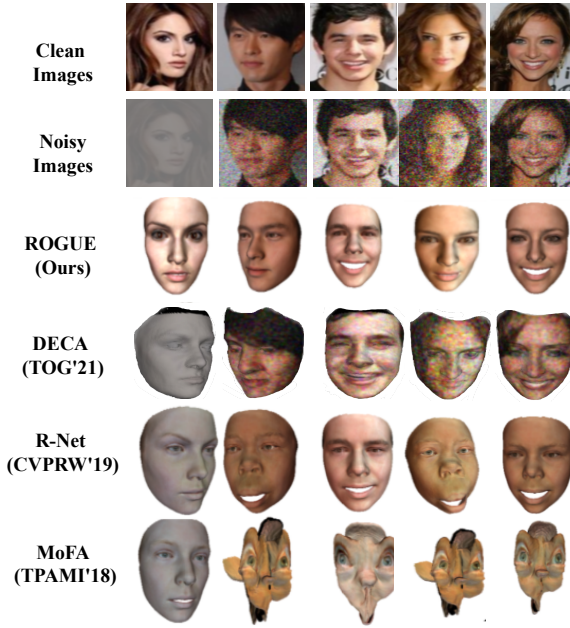 Clean
Images
Noisy
Images
ROGUE
(Ours)
DECA
(TOG'21)
R-Net
(CVPRW'19)
MoFA
(TPAMI'18)